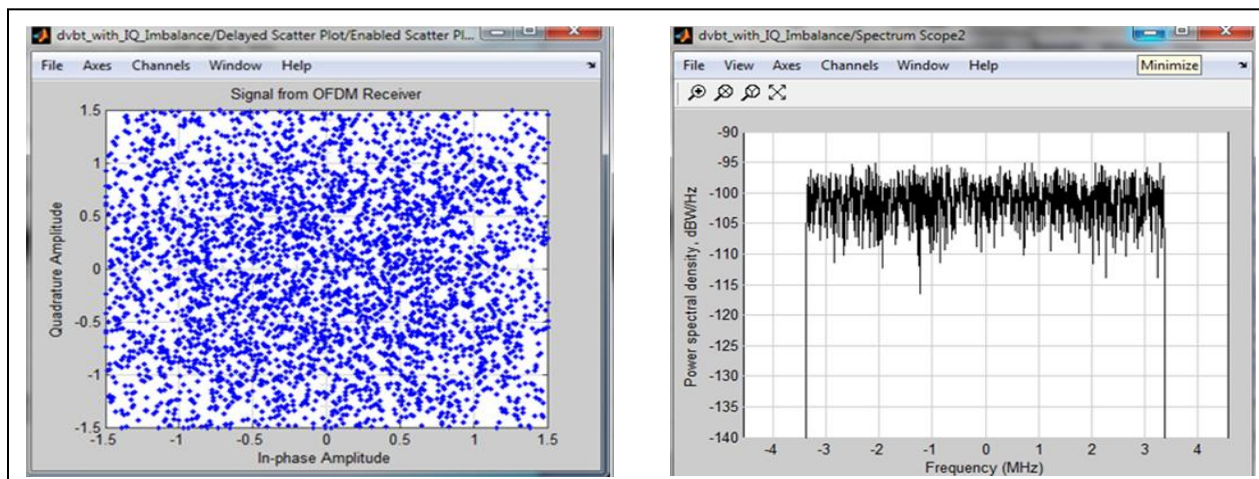 dvbt_with_IQ_Imbalance/Delayed Scatter Plot/Enabled Scatter Pl...
File Axes Channels Window Help
Signal from OFDM Receiver
Quadrature Amplitude
1.5
1
0.5
0
-0.5
-1
-1.5
-1.5 -1 -0.5 0 0.5 1 1.5
In-phase Amplitude
dvbt_with_IQ_Imbalance/Spectrum Scope2
File View Axes Channels Window Help
Minimize
Power spectral density, dBW/Hz
-90
-95
-100
-105
-110
-115
-120
-125
-130
-135
-140
-4 -3 -2 -1 0 1 2 3 4
Frequency (MHz)